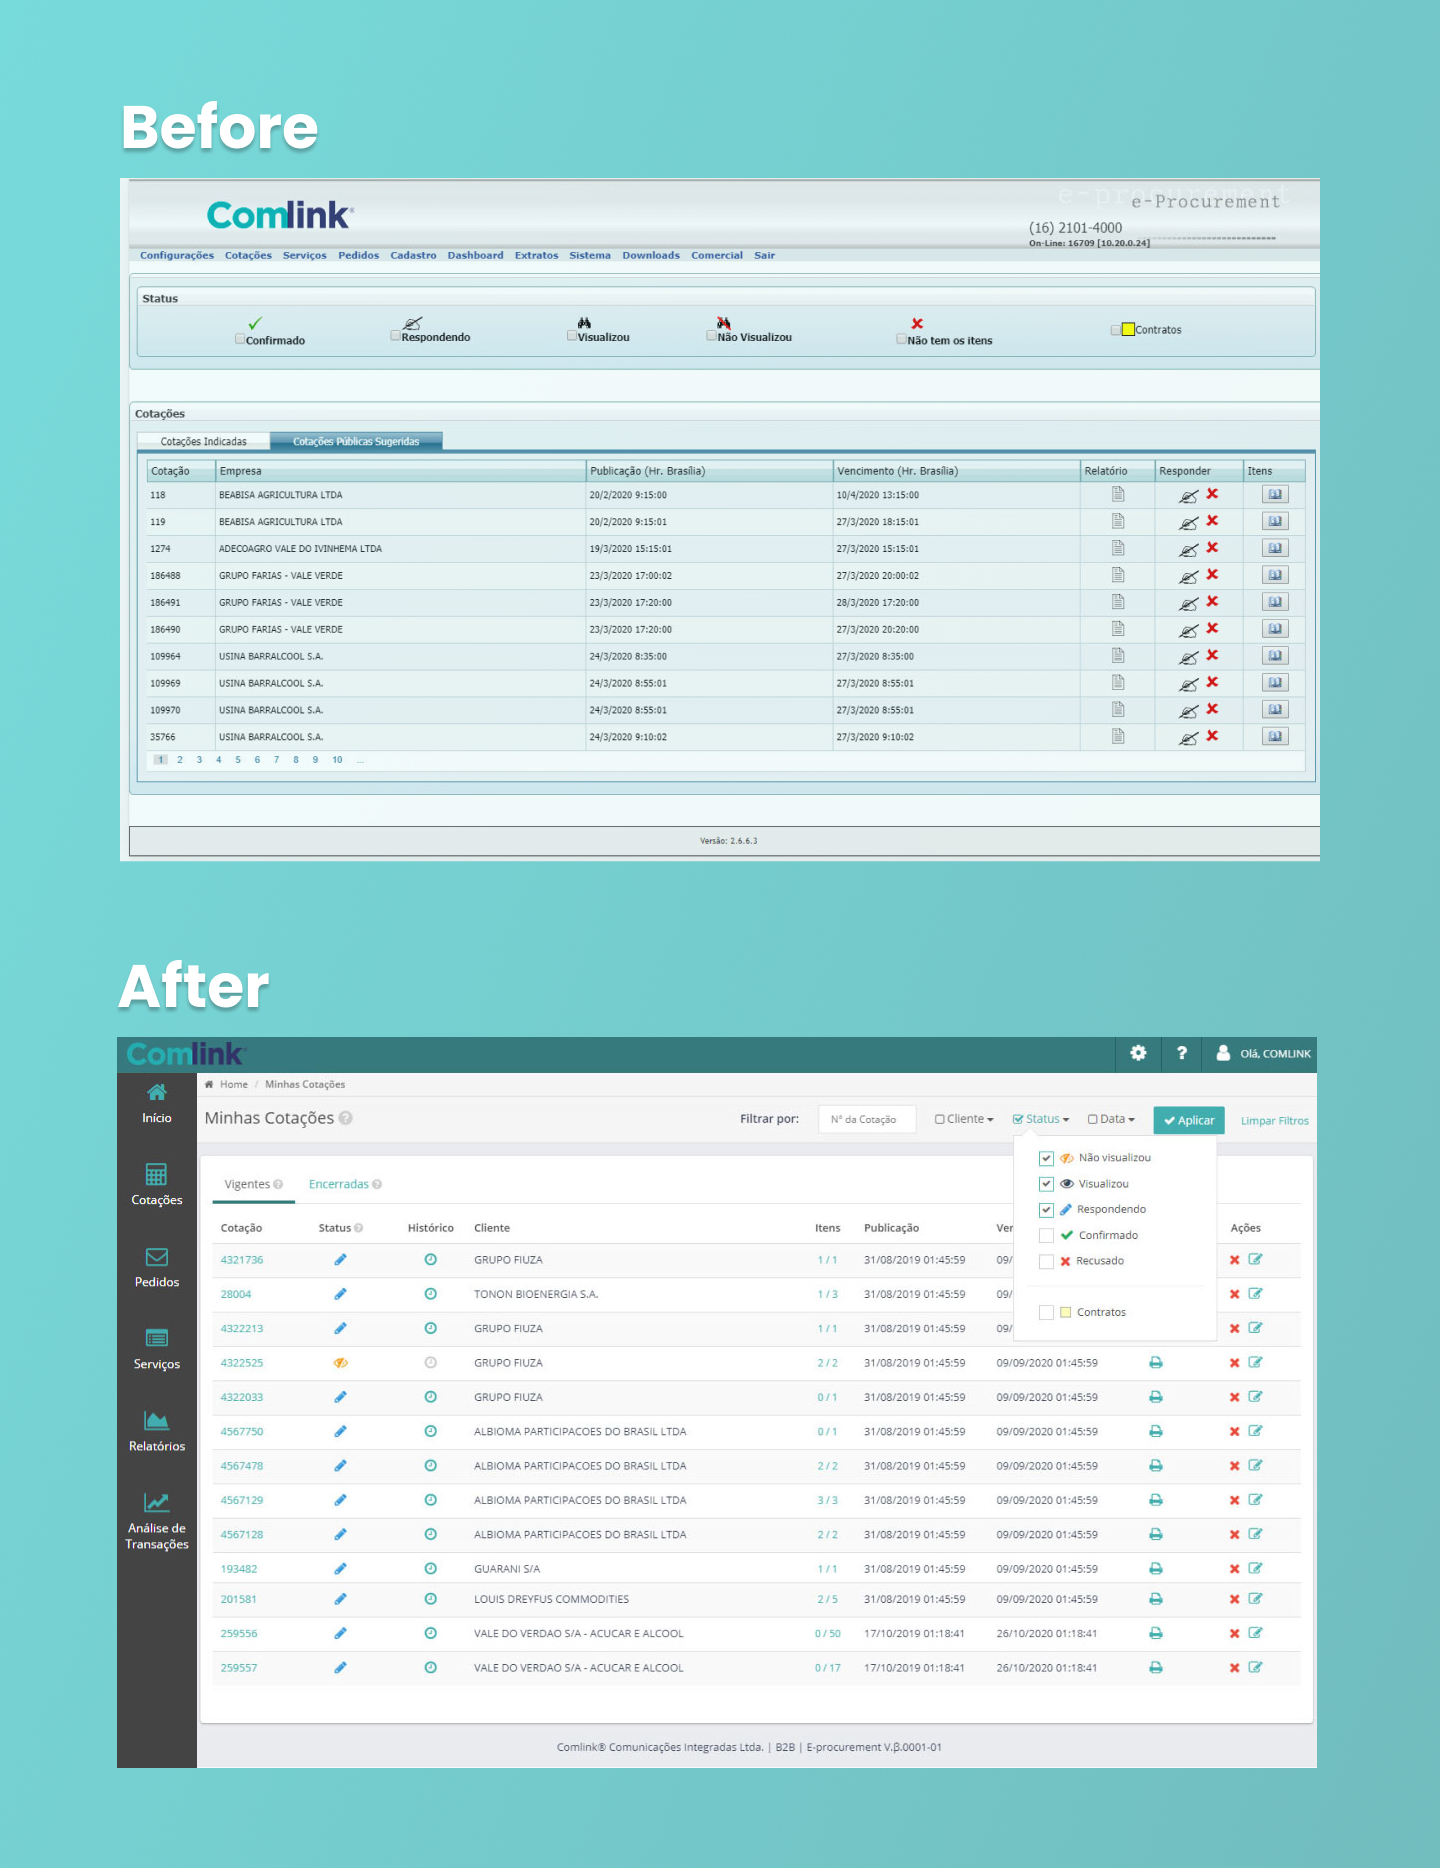 Before
Comlink®
e-procurement
e-Procurement
(16) 2101-4000
On-Line: 16709 [10.20.0.24]
Configurações Cotações Serviços Pedidos Cadastro Dashboard Extratos Sistema Downloads Comercial Sair
Status
Confirmado Respondendo Visualizou Não Visualizou Não tem os itens Contratos
Cotações
Cotações Indicadas Cotações Públicas Sugeridas
Cotação Empresa Publicação (Hr. Brasília) Vencimento (Hr. Brasília) Relatório Responder Itens
118 BEABISA AGRICULTURA LTDA 20/2/2020 9:15:00 10/4/2020 13:15:00
119 BEABISA AGRICULTURA LTDA 20/2/2020 9:15:01 27/3/2020 18:15:01
1274 ADECOAGRO VALE DO IVINHEMA LTDA 19/3/2020 15:15:01 27/3/2020 15:15:01
186488 GRUPO FARIAS - VALE VERDE 23/3/2020 17:00:02 27/3/2020 20:00:02
186491 GRUPO FARIAS - VALE VERDE 23/3/2020 17:20:00 28/3/2020 17:20:00
186490 GRUPO FARIAS - VALE VERDE 23/3/2020 17:20:00 27/3/2020 20:20:00
109964 USINA BARRALCOOL S.A. 24/3/2020 8:35:00 27/3/2020 8:35:00
109969 USINA BARRALCOOL S.A. 24/3/2020 8:55:01 27/3/2020 8:55:01
109970 USINA BARRALCOOL S.A. 24/3/2020 8:55:01 27/3/2020 8:55:01
35766 USINA BARRALCOOL S.A. 24/3/2020 9:10:02 27/3/2020 9:10:02
1 2 3 4 5 6 7 8 9 10 ...
Versão: 2.6.6.3
After
Comlink
? Olá, COMLINK
Início
Cotações
Pedidos
Serviços
Relatórios
Análise de
Transações
Home / Minhas Cotações
Minhas Cotações ?
Filtrar por: Nº da Cotação Cliente Status Data Aplicar Limpar Filtros
Não visualizou
Visualizou
Respondendo
Confirmado
Recusado
Contratos
Vigentes ? Encerradas ?
Cotação Status ? Histórico Cliente Itens Publicação Ver Ações
4321736 GRUPO FIUZA 1 / 1 31/08/2019 01:45:59 09/
28004 TONON BIOENERGIA S.A. 1 / 3 31/08/2019 01:45:59 09/
4322213 GRUPO FIUZA 1 / 1 31/08/2019 01:45:59 09/
4322525 GRUPO FIUZA 2 / 2 31/08/2019 01:45:59 09/09/2020 01:45:59
4322033 GRUPO FIUZA 0 / 1 31/08/2019 01:45:59 09/09/2020 01:45:59
4567750 ALBIOMA PARTICIPACOES DO BRASIL LTDA 0 / 1 31/08/2019 01:45:59 09/09/2020 01:45:59
4567478 ALBIOMA PARTICIPACOES DO BRASIL LTDA 2 / 2 31/08/2019 01:45:59 09/09/2020 01:45:59
4567129 ALBIOMA PARTICIPACOES DO BRASIL LTDA 3 / 3 31/08/2019 01:45:59 09/09/2020 01:45:59
4567128 ALBIOMA PARTICIPACOES DO BRASIL LTDA 2 / 2 31/08/2019 01:45:59 09/09/2020 01:45:59
193482 GUARANI S/A 1 / 1 31/08/2019 01:45:59 09/09/2020 01:45:59
201581 LOUIS DREYFUS COMMODITIES 2 / 5 31/08/2019 01:45:59 09/09/2020 01:45:59
259556 VALE DO VERDAO S/A - ACUCAR E ALCOOL 0 / 50 17/10/2019 01:18:41 26/10/2020 01:18:41
259557 VALE DO VERDAO S/A - ACUCAR E ALCOOL 0 / 17 17/10/2019 01:18:41 26/10/2020 01:18:41
Comlink® Comunicações Integradas Ltda. | B2B | E-procurement V.β.0001-01